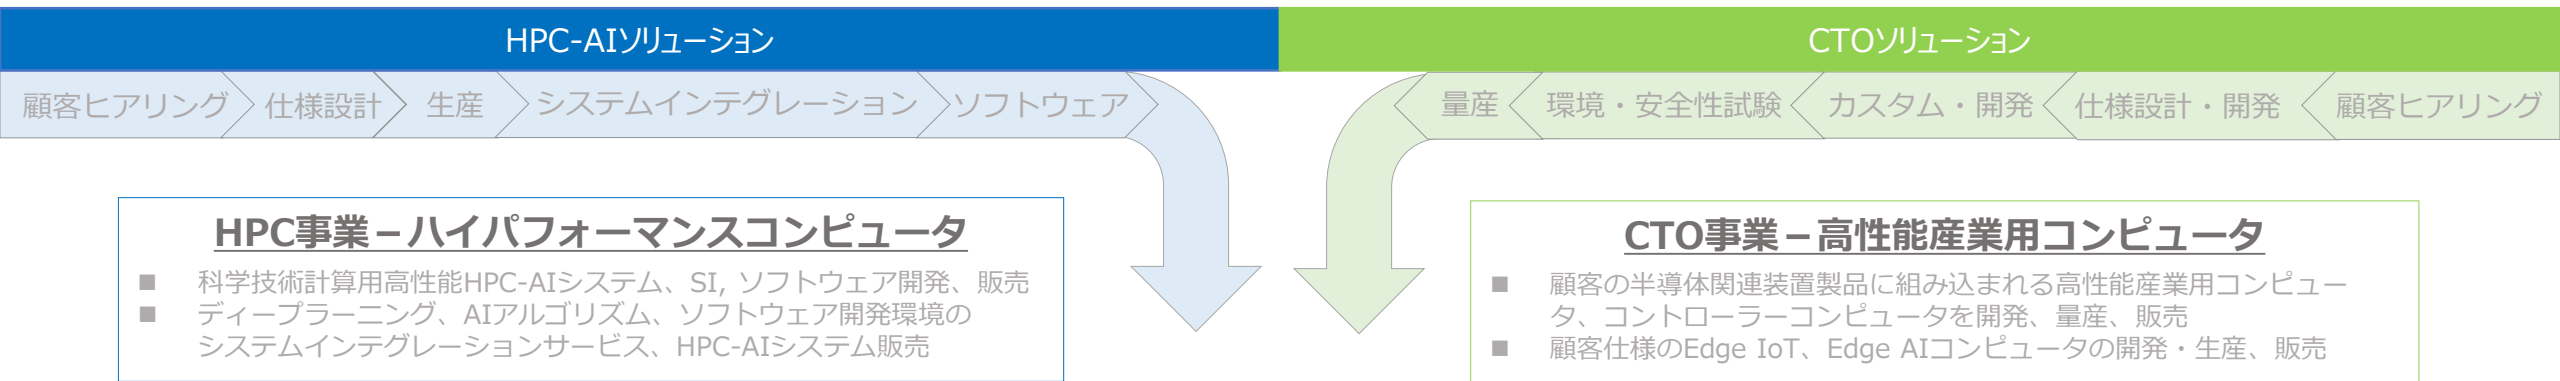 HPC-AIソリューション
CTOソリューション
顧客ヒアリング
仕様設計
生産
システムインテグレーション
ソフトウェア
量産
環境・安全性試験
カスタム・開発
仕様設計・開発
顧客ヒアリング
HPC事業－ハイパフォーマンスコンピュータ
■ 科学技術計算用高性能HPC-AIシステム、SI, ソフトウェア開発、販売
■ ディープラーニング、AIアルゴリズム、ソフトウェア開発環境の
システムインテグレーションサービス、HPC-AIシステム販売
CTO事業－高性能産業用コンピュータ
■ 顧客の半導体関連装置製品に組み込まれる高性能産業用コンピュー
タ、コントローラーコンピュータを開発、量産、販売
■ 顧客仕様のEdge IoT、Edge AIコンピュータの開発・生産、販売